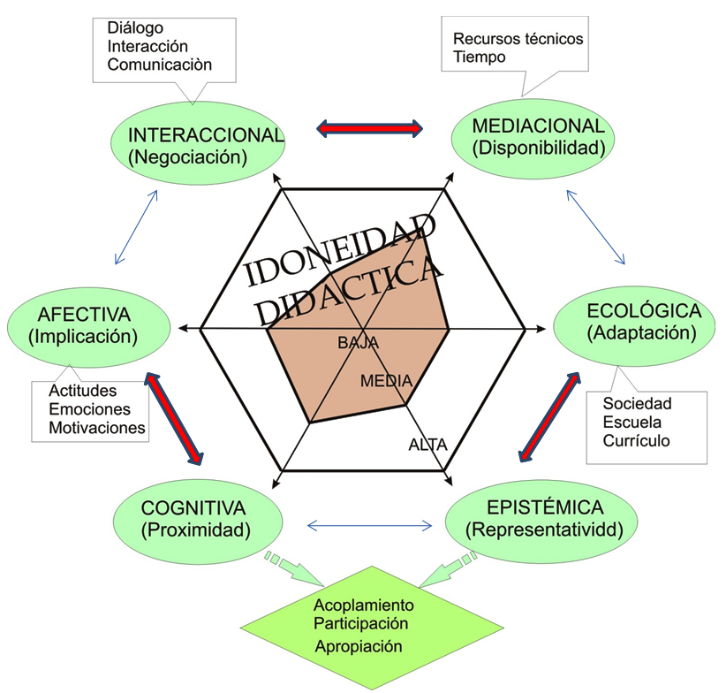 Diálogo
Interacción
Comunicaciòn
Recursos técnicos
Tiempo
INTERACCIONAL
(Negociación)
MEDIACIONAL
(Disponibilidad)
IDONEIDAD
DIDACTICA
AFECTIVA
(Implicación)
ECOLÓGICA
(Adaptación)
BAJA
MEDIA
ALTA
Actitudes
Emociones
Motivaciones
Sociedad
Escuela
Currículo
COGNITIVA
(Proximidad)
EPISTÉMICA
(Representatividd)
Acoplamiento
Participación
Apropiación